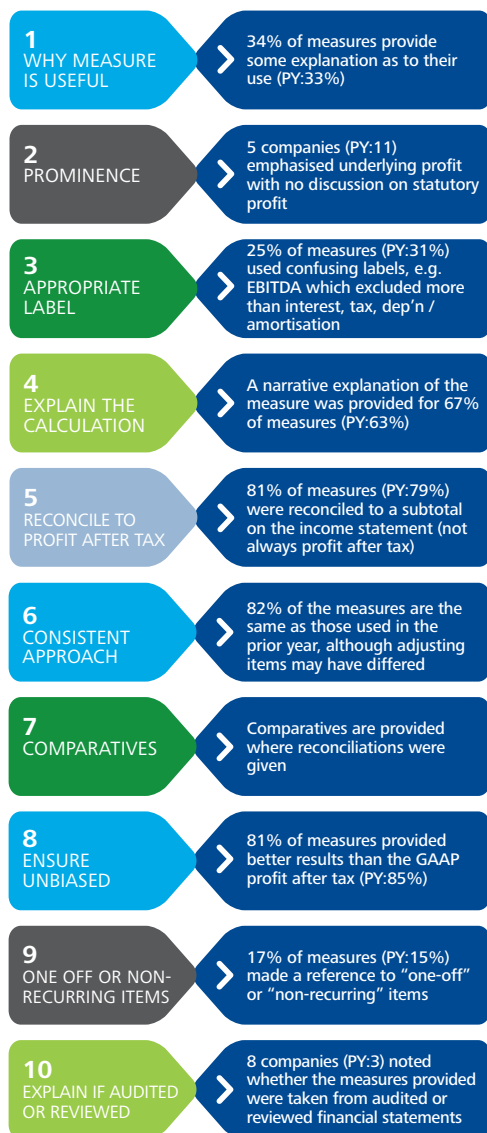 1
WHY MEASURE
IS USEFUL
34% of measures provide
some explanation as to their
use (PY:33%)
2
PROMINENCE
5 companies (PY:11)
emphasised underlying profit
with no discussion on statutory
profit
3
APPROPRIATE
LABEL
25% of measures (PY:31%)
used confusing labels, e.g.
EBITDA which excluded more
than interest, tax, dep’n /
amortisation
4
EXPLAIN THE
CALCULATION
A narrative explanation of the
measure was provided for 67%
of measures (PY:63%)
5
RECONCILE TO
PROFIT AFTER TAX
81% of measures (PY:79%)
were reconciled to a subtotal
on the income statement (not
always profit after tax)
6
CONSISTENT
APPROACH
82% of the measures are the
same as those used in the
prior year, although adjusting
items may have differed
7
COMPARATIVES
Comparatives are provided
where reconciliations were
given
8
ENSURE
UNBIASED
81% of measures provided
better results than the GAAP
profit after tax (PY:85%)
9
ONE OFF OR NON-
RECURRING ITEMS
17% of measures (PY:15%)
made a reference to “one-off”
or “non-recurring” items
10
EXPLAIN IF AUDITED
OR REVIEWED
8 companies (PY:3) noted
whether the measures provided
were taken from audited or
reviewed financial statements